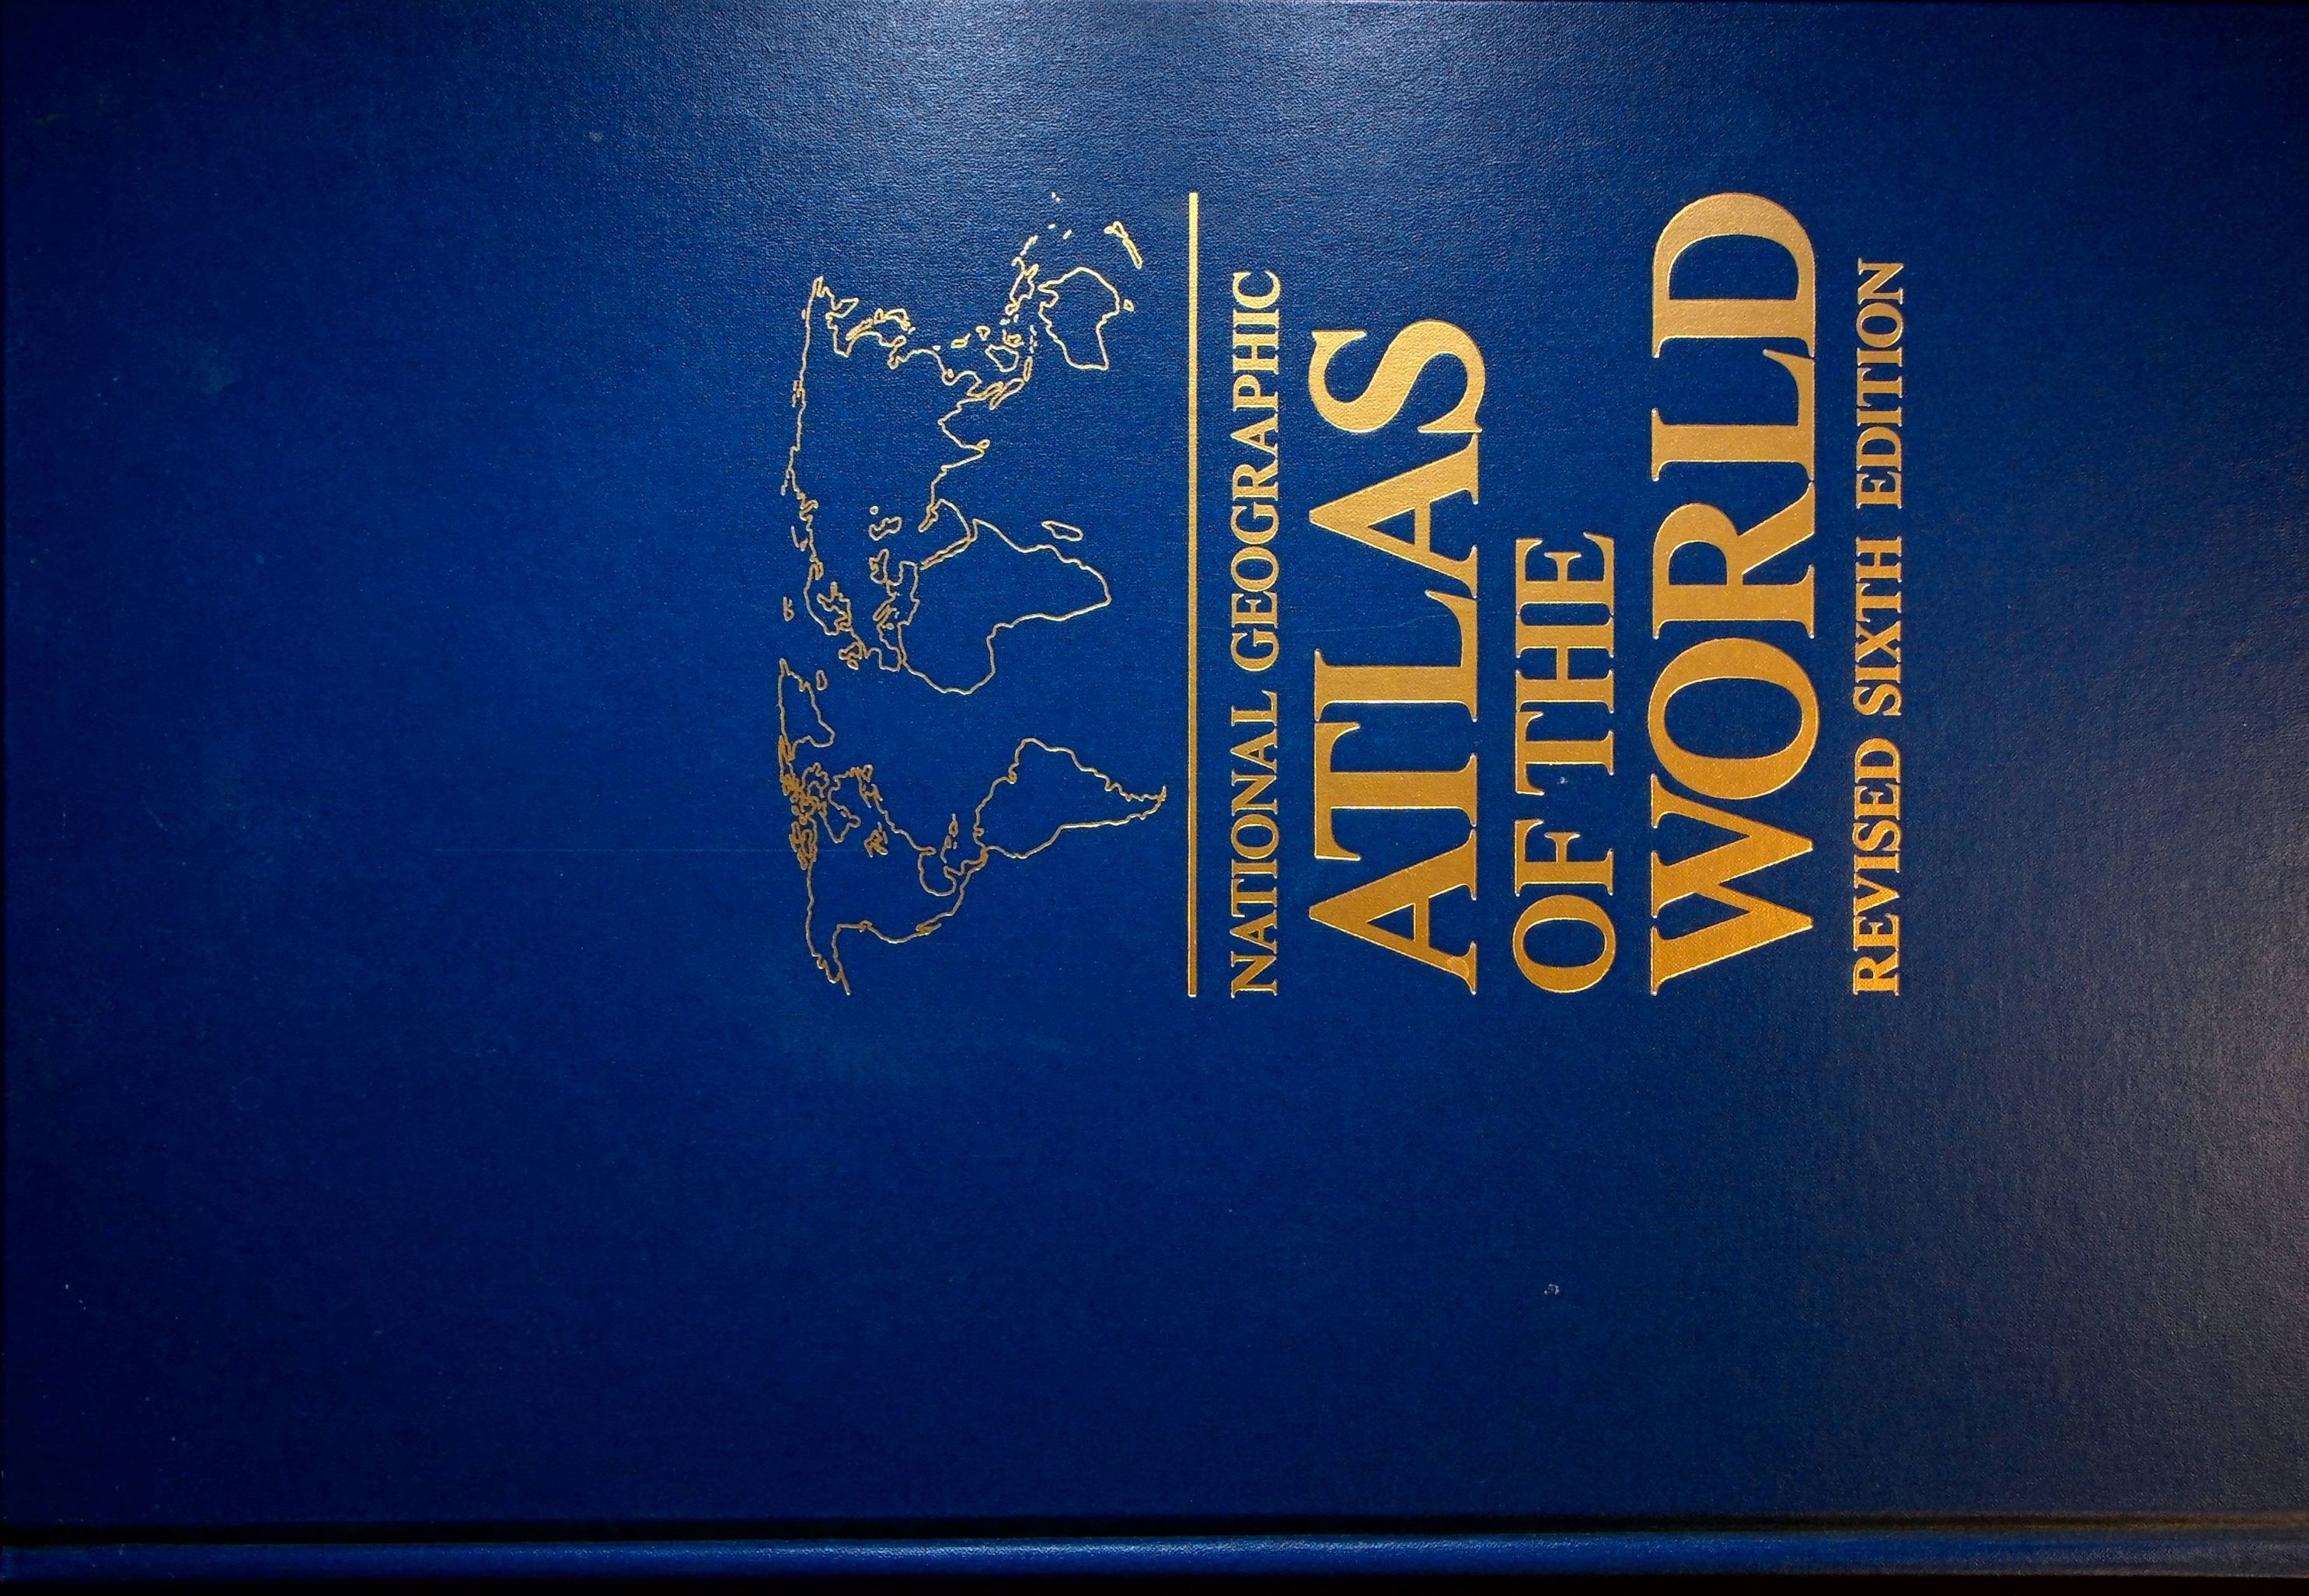 NATIONAL GEOGRAPHIC
ATLAS
OF THE
WORLD
REVISED SIXTH EDITION